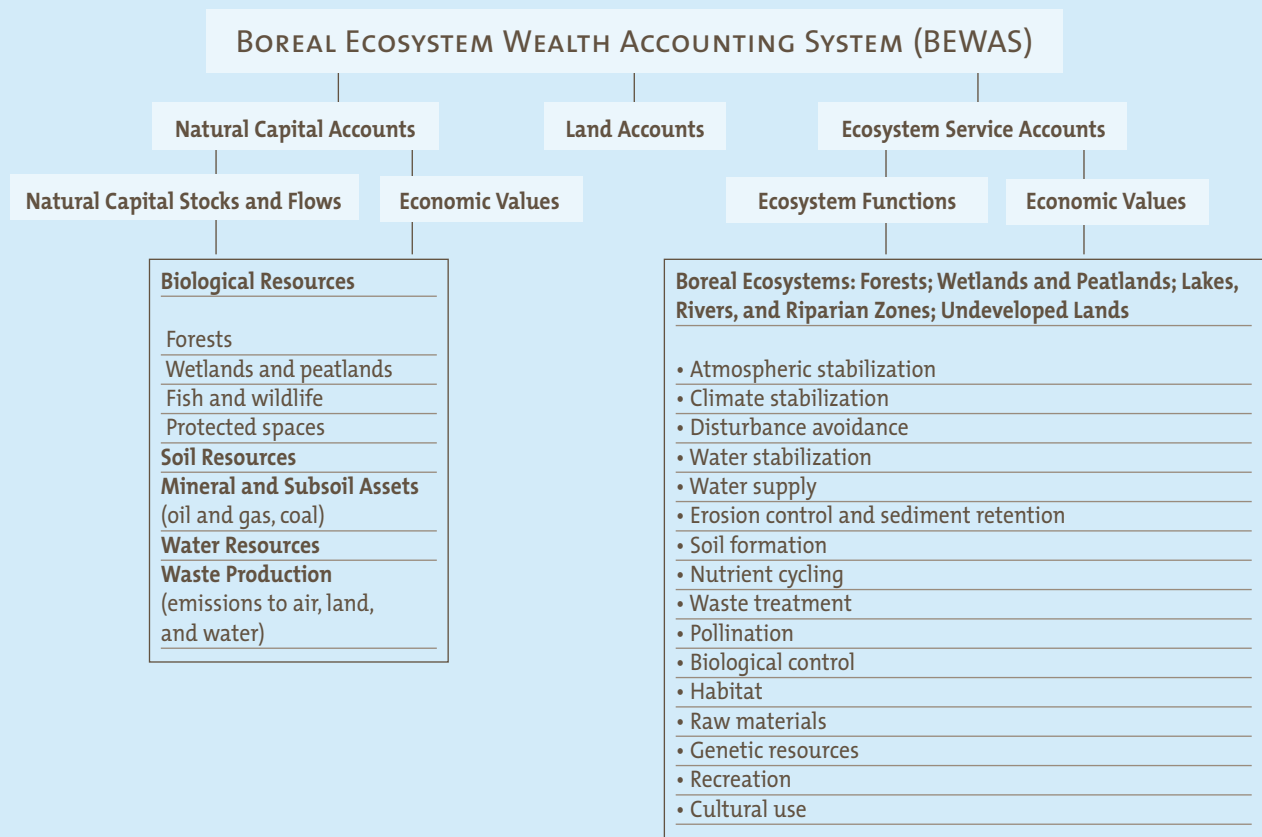 BOREAL ECOSYSTEM WEALTH ACCOUNTING SYSTEM (BEWAS)
Natural Capital Accounts
Land Accounts
Ecosystem Service Accounts
Natural Capital Stocks and Flows
Economic Values
Ecosystem Functions
Economic Values
Biological Resources
Forests
Wetlands and peatlands
Fish and wildlife
Protected spaces
Soil Resources
Mineral and Subsoil Assets
(oil and gas, coal)
Water Resources
Waste Production
(emissions to air, land,
and water)
Boreal Ecosystems: Forests; Wetlands and Peatlands; Lakes,
Rivers, and Riparian Zones; Undeveloped Lands
• Atmospheric stabilization
• Climate stabilization
• Disturbance avoidance
• Water stabilization
• Water supply
• Erosion control and sediment retention
• Soil formation
• Nutrient cycling
• Waste treatment
• Pollination
• Biological control
• Habitat
• Raw materials
• Genetic resources
• Recreation
• Cultural use